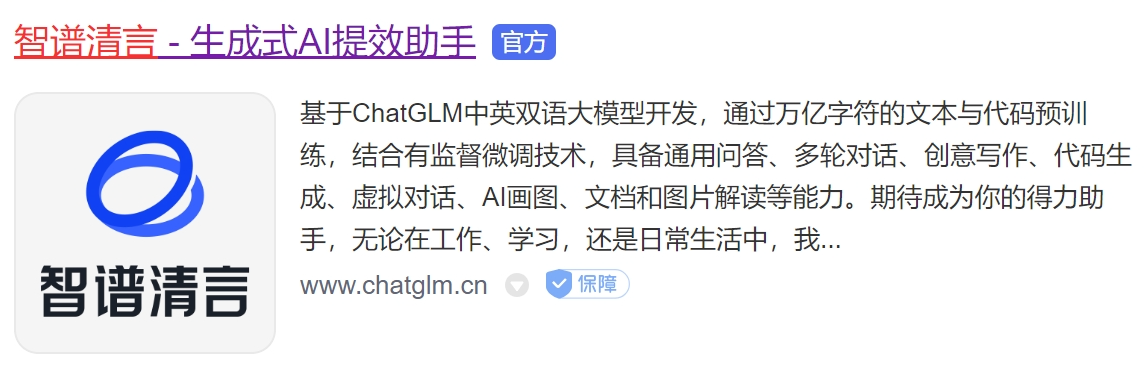 智谱清言 - 生成式AI提效助手 官方
智谱清言
基于ChatGLM中英双语大模型开发，通过万亿字符的文本与代码预训
练，结合有监督微调技术，具备通用问答、多轮对话、创意写作、代码生
成、虚拟对话、AI画图、文档和图片解读等能力。期待成为你的得力助
手，无论在工作、学习，还是日常生活中，我...
www.chatglm.cn 保障